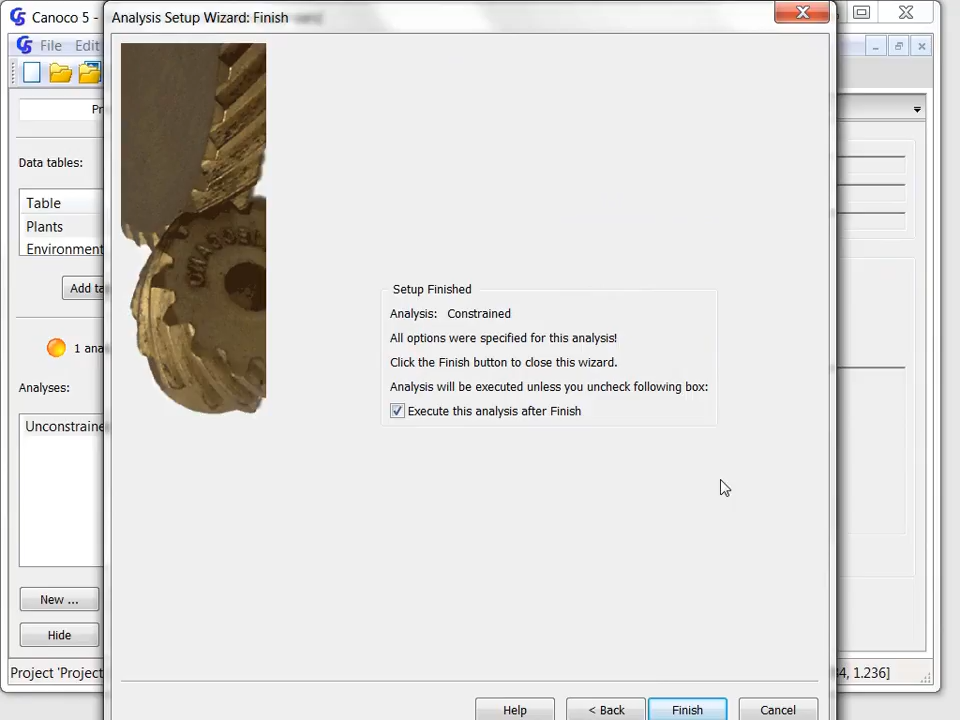 Canoco 5 -
Analysis Setup Wizard: Finish
File Edit
Pr
Data tables:
Table
Plants
Environment
Add ta
1 ana
Analyses:
Unconstraine
New ...
Hide
Setup Finished
Analysis: Constrained
All options were specified for this analysis!
Click the Finish button to close this wizard.
Analysis will be executed unless you uncheck following box:
Execute this analysis after Finish
Project 'Project
4, 1.236]
Help
< Back
Finish
Cancel